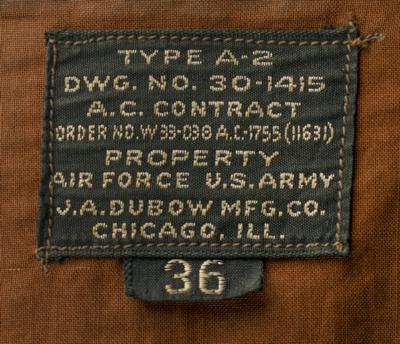 TYPE A-2
DWG. NO. 30-1415
A.C. CONTRACT
ORDER NO. W 33-038 A.C.-1755 (11631)
PROPERTY
AIR FORCE U.S. ARMY
J.A. DUBOW MFG. CO.
CHICAGO, ILL.
36